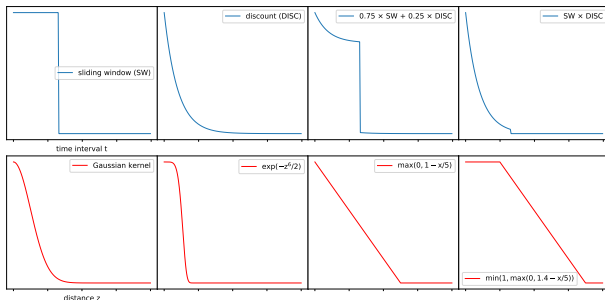 sliding window (SW)
discount (DISC)
0.75 × SW + 0.25 × DISC
SW × DISC
time interval t
Gaussian kernel
exp(−z⁶/2)
max(0, 1 − x/5)
min(1, max(0, 1.4 − x/5))
distance z